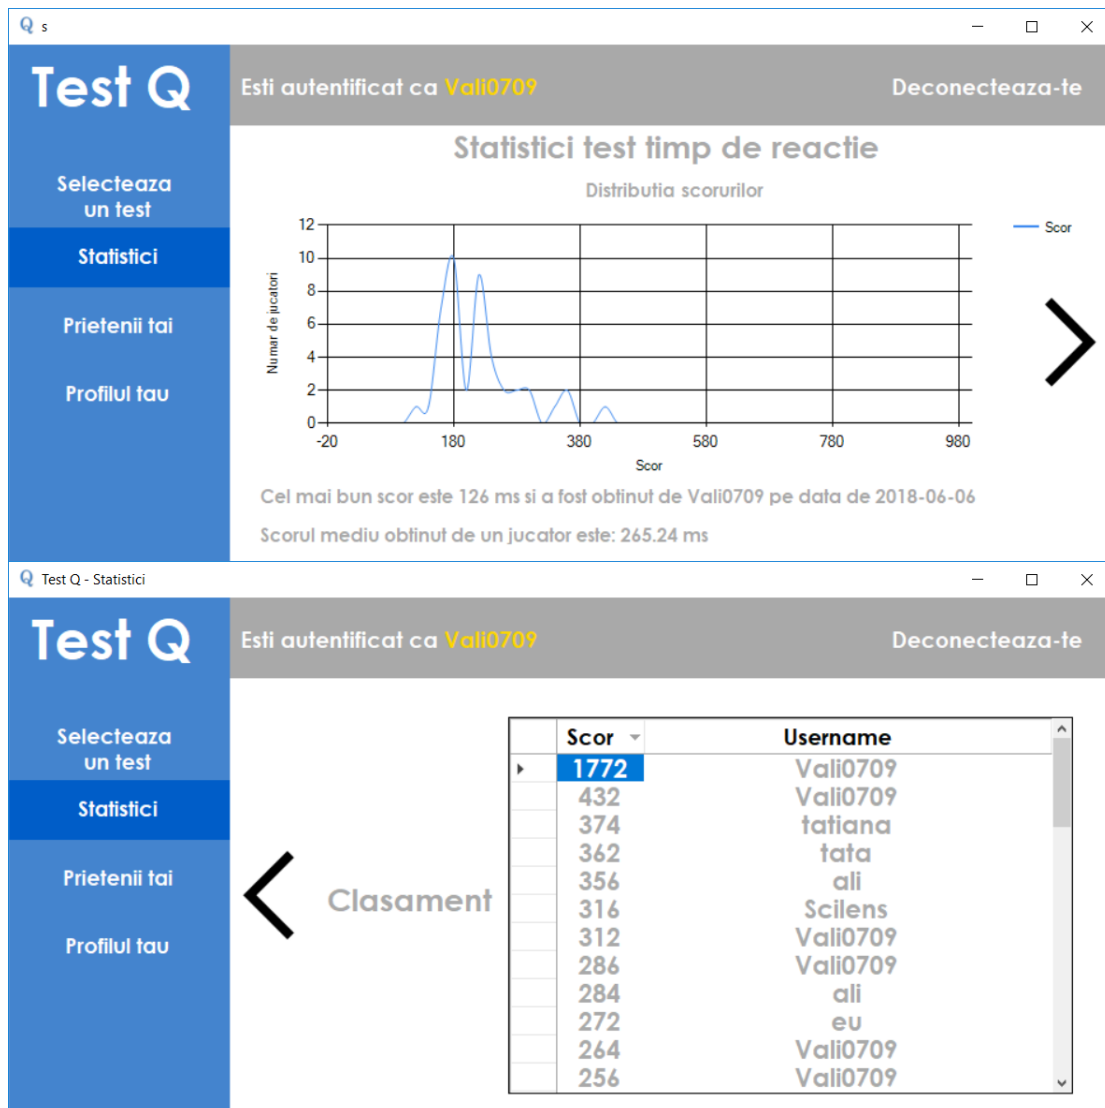 s
Test Q
Esti autentificat ca Vali0709
Deconecteaza-te
Selecteaza
un test
Statistici
Prietenii tai
Profilul tau
Statistici test timp de reactie
Distributia scorurilor
Scor
Numar de jucatori
12
10
8
6
4
2
0
-20 180 380 580 780 980
Scor
Cel mai bun scor este 126 ms si a fost obtinut de Vali0709 pe data de 2018-06-06
Scorul mediu obtinut de un jucator este: 265.24 ms
Test Q - Statistici
Test Q
Esti autentificat ca Vali0709
Deconecteaza-te
Selecteaza
un test
Statistici
Prietenii tai
Profilul tau
Clasament
Scor Username
1772 Vali0709
432 Vali0709
374 tatiana
362 tata
356 ali
316 Scilens
312 Vali0709
286 Vali0709
284 ali
272 eu
264 Vali0709
256 Vali0709